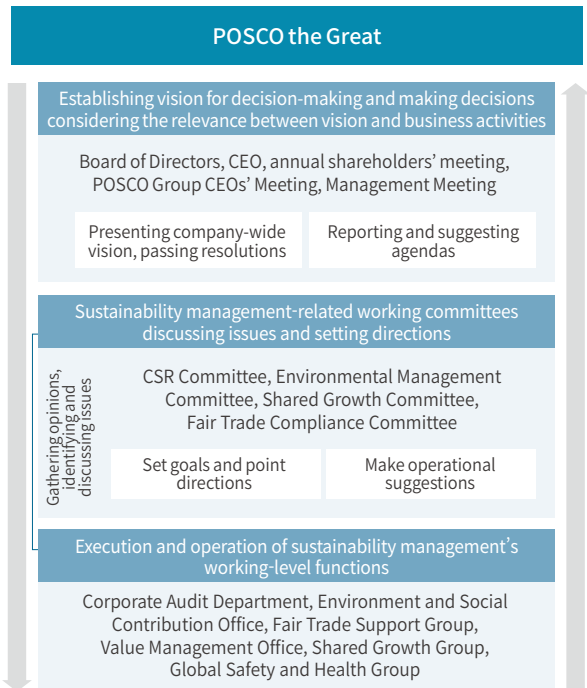 POSCO the Great
Establishing vision for decision-making and making decisions
considering the relevance between vision and business activities
Board of Directors, CEO, annual shareholders’ meeting,
POSCO Group CEOs’ Meeting, Management Meeting
Presenting company-wide
vision, passing resolutions
Reporting and suggesting
agendas
Sustainability management-related working committees
discussing issues and setting directions
Gathering opinions,
identifying and
discussing issues
CSR Committee, Environmental Management
Committee, Shared Growth Committee,
Fair Trade Compliance Committee
Set goals and point
directions
Make operational
suggestions
Execution and operation of sustainability management’s
working-level functions
Corporate Audit Department, Environment and Social
Contribution Office, Fair Trade Support Group,
Value Management Office, Shared Growth Group,
Global Safety and Health Group